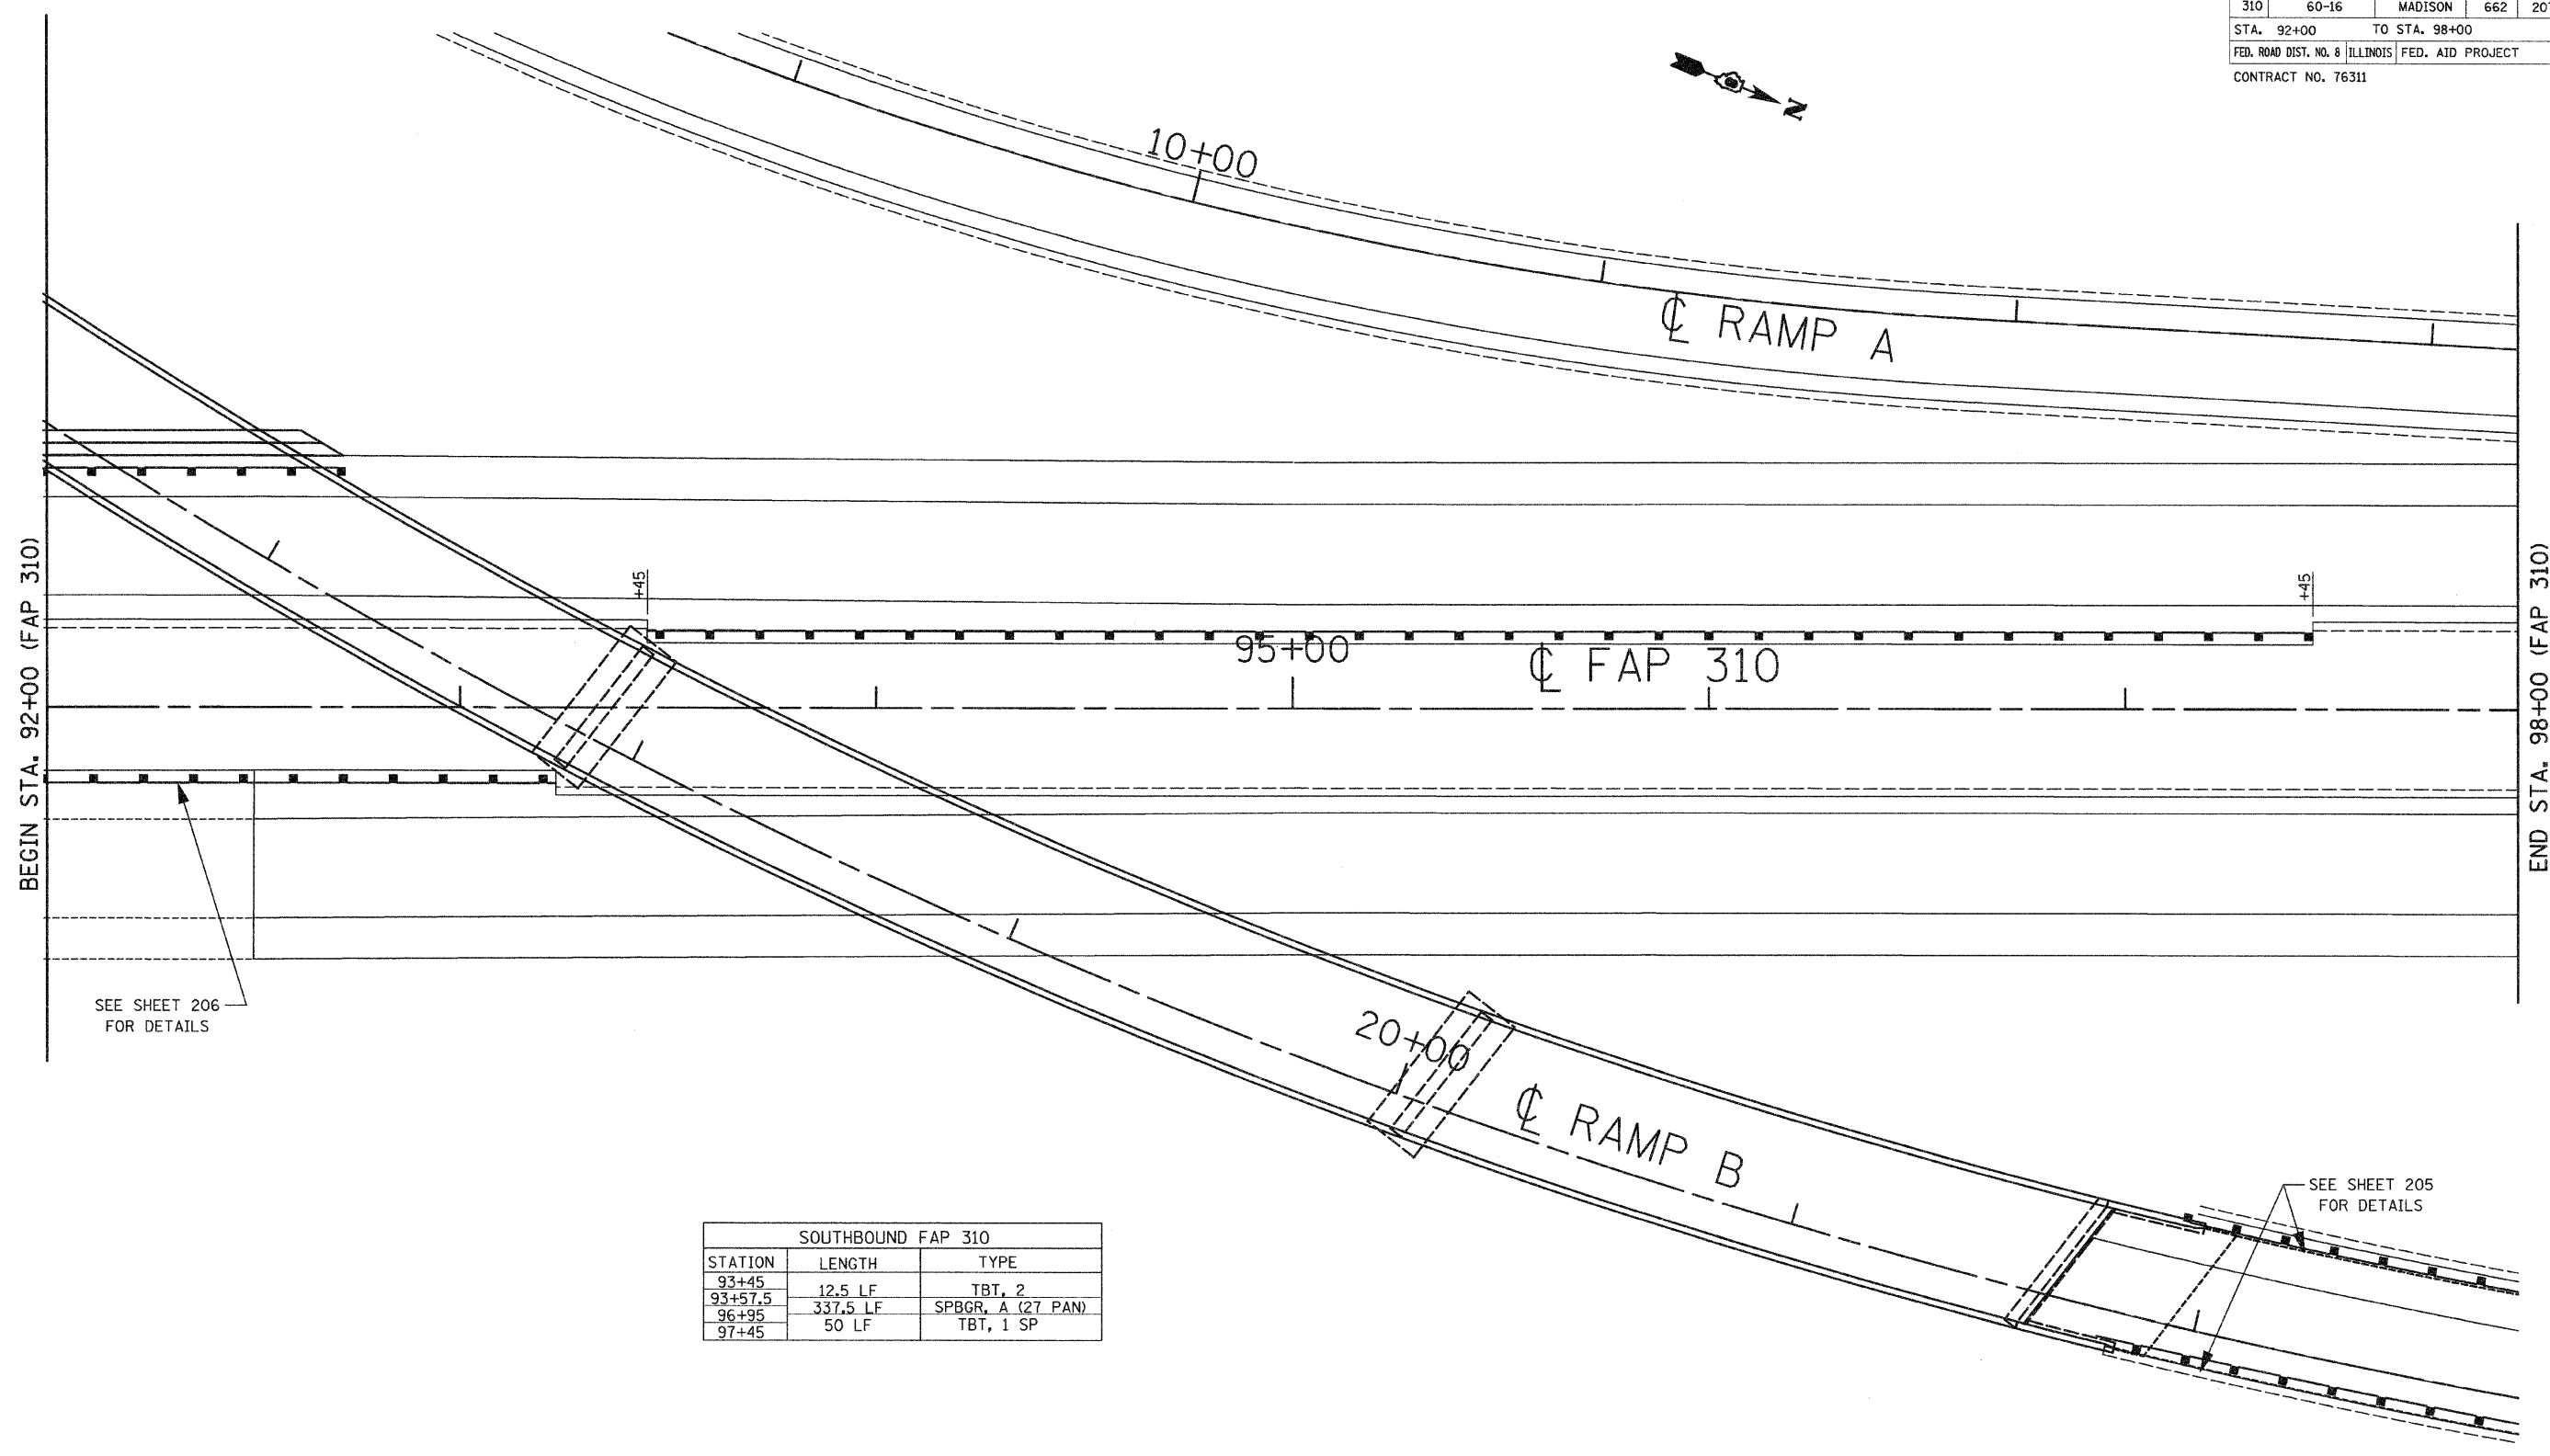 310 60-16 MADISON 662
STA. 92+00 TO STA. 98+00
FED. ROAD DIST. NO. 8 ILLINOIS FED. AID PROJECT
CONTRACT NO. 76311
N
10+00
℄ RAMP A
BEGIN STA. 92+00 (FAP 310)
+45
+45
95+00
℄ FAP 310
END STA. 98+00 (FAP 310)
SEE SHEET 206
FOR DETAILS
20+00
℄ RAMP B
SEE SHEET 205
FOR DETAILS
SOUTHBOUND FAP 310
STATION LENGTH TYPE
93+45
12.5 LF TBT, 2
93+57.5
337.5 LF SPBGR, A (27 PAN)
96+95
50 LF TBT, 1 SP
97+45